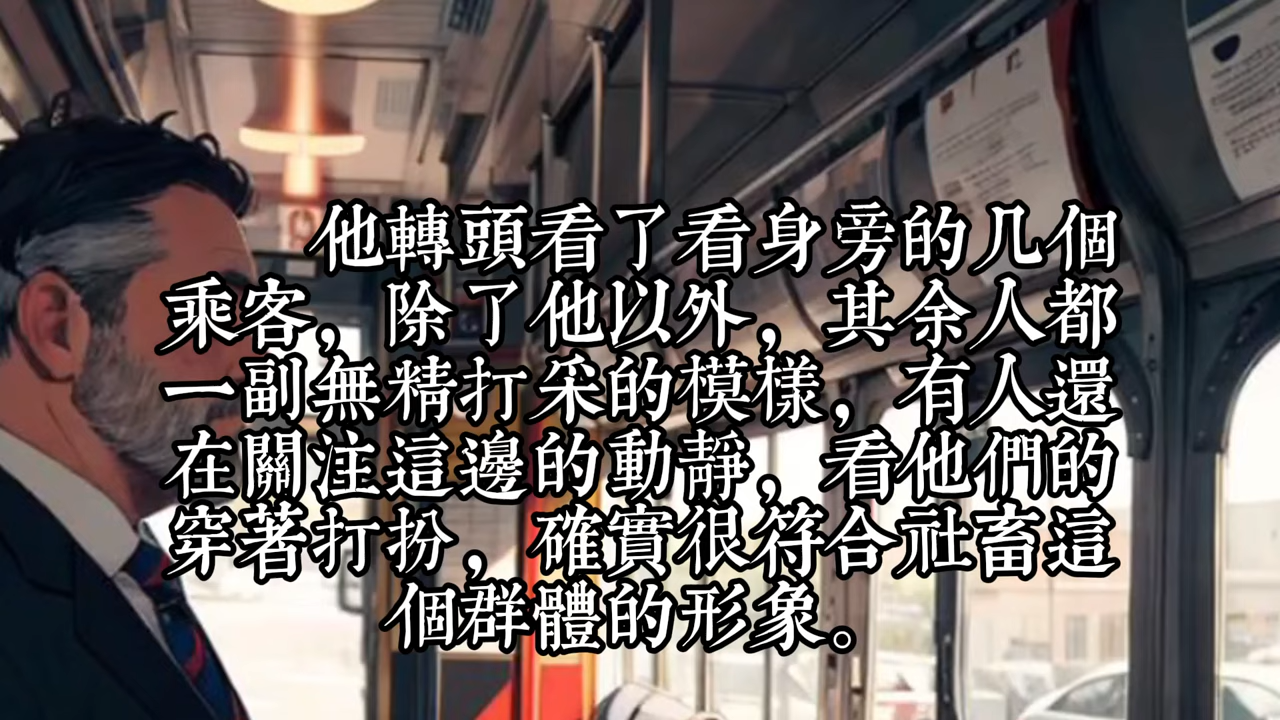 他轉頭看了看身旁的几個
乘客，除了他以外，其余人都
一副無精打采的模樣，有人還
在關注這邊的動靜，看他們的
穿著打扮，確實很符合社畜這
個群體的形象。